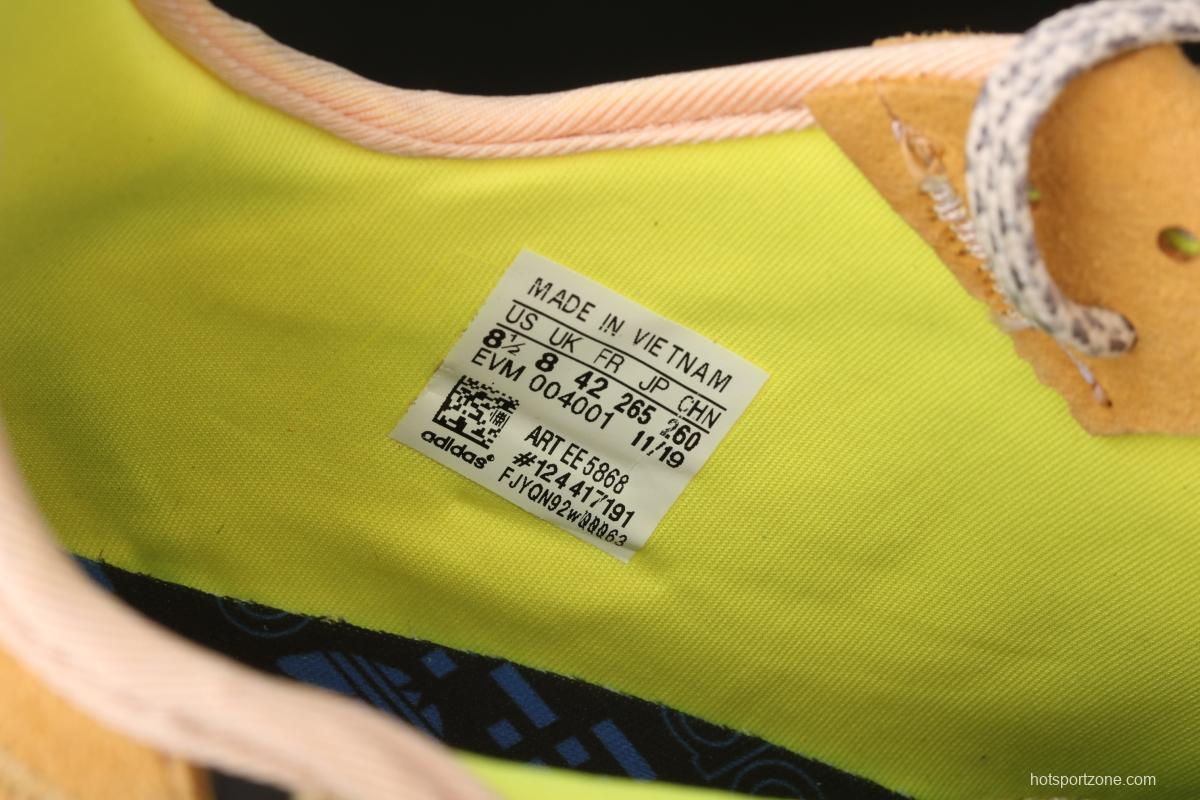 MADE IN VIETNAM
US UK FR JP CHN
8½ 8 42 265 260
EVM 004001 11/19
ART EE5868
#124417191
adidas®
hotsportzone.com